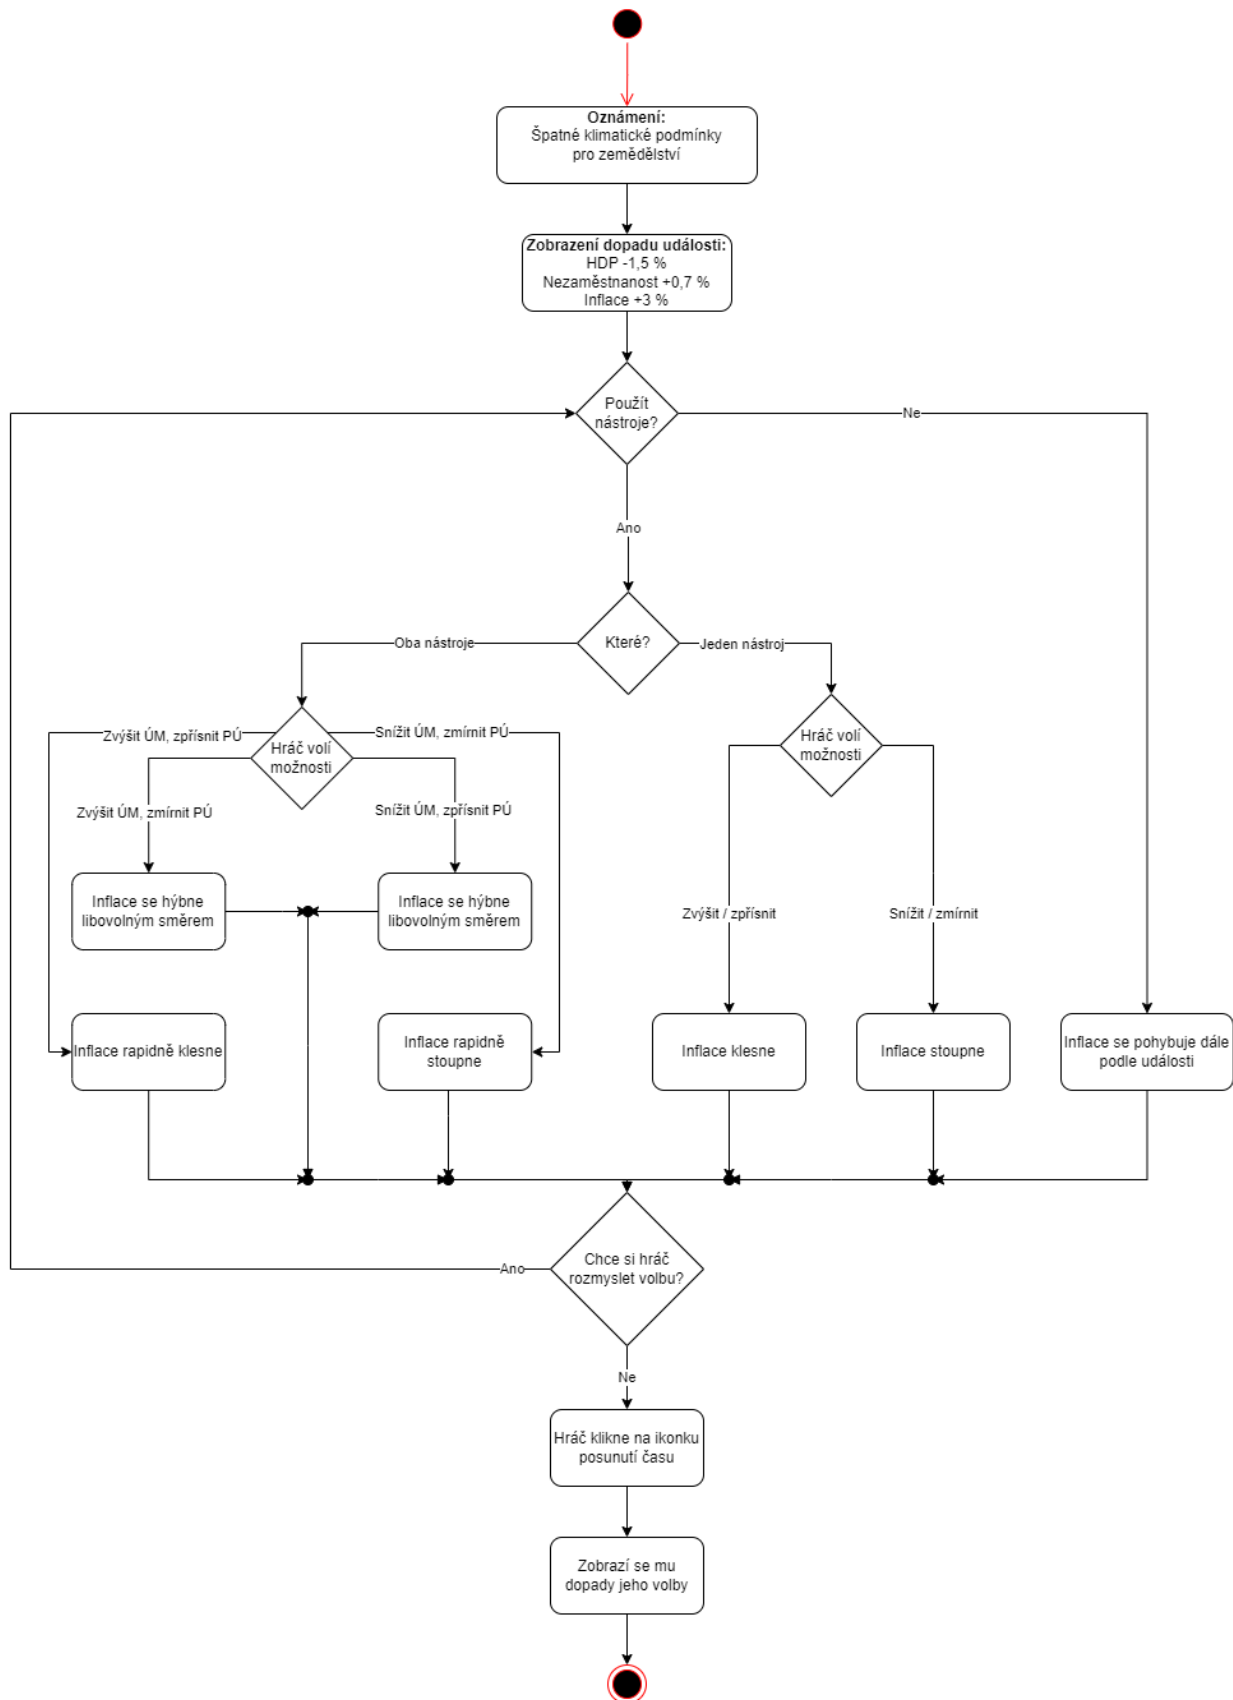 Oznámení:
Špatné klimatické podmínky
pro zemědělství
Zobrazení dopadu události:
HDP -1,5 %
Nezaměstnanost +0,7 %
Inflace +3 %
Použít
nástroje?
Ne
Ano
Které?
Oba nástroje
Jeden nástroj
Hráč volí
možnosti
Zvýšit ÚM, zpřísnit PÚ
Snížit ÚM, zmírnit PÚ
Zvýšit ÚM, zmírnit PÚ
Snížit ÚM, zpřísnit PÚ
Hráč volí
možnosti
Inflace se hýbne
libovolným směrem
Inflace se hýbne
libovolným směrem
Zvýšit / zpřísnit
Snížit / zmírnit
Inflace rapidně klesne
Inflace rapidně
stoupne
Inflace klesne
Inflace stoupne
Inflace se pohybuje dále
podle události
Chce si hráč
rozmyslet volbu?
Ano
Ne
Hráč klikne na ikonku
posunutí času
Zobrazí se mu
dopady jeho volby